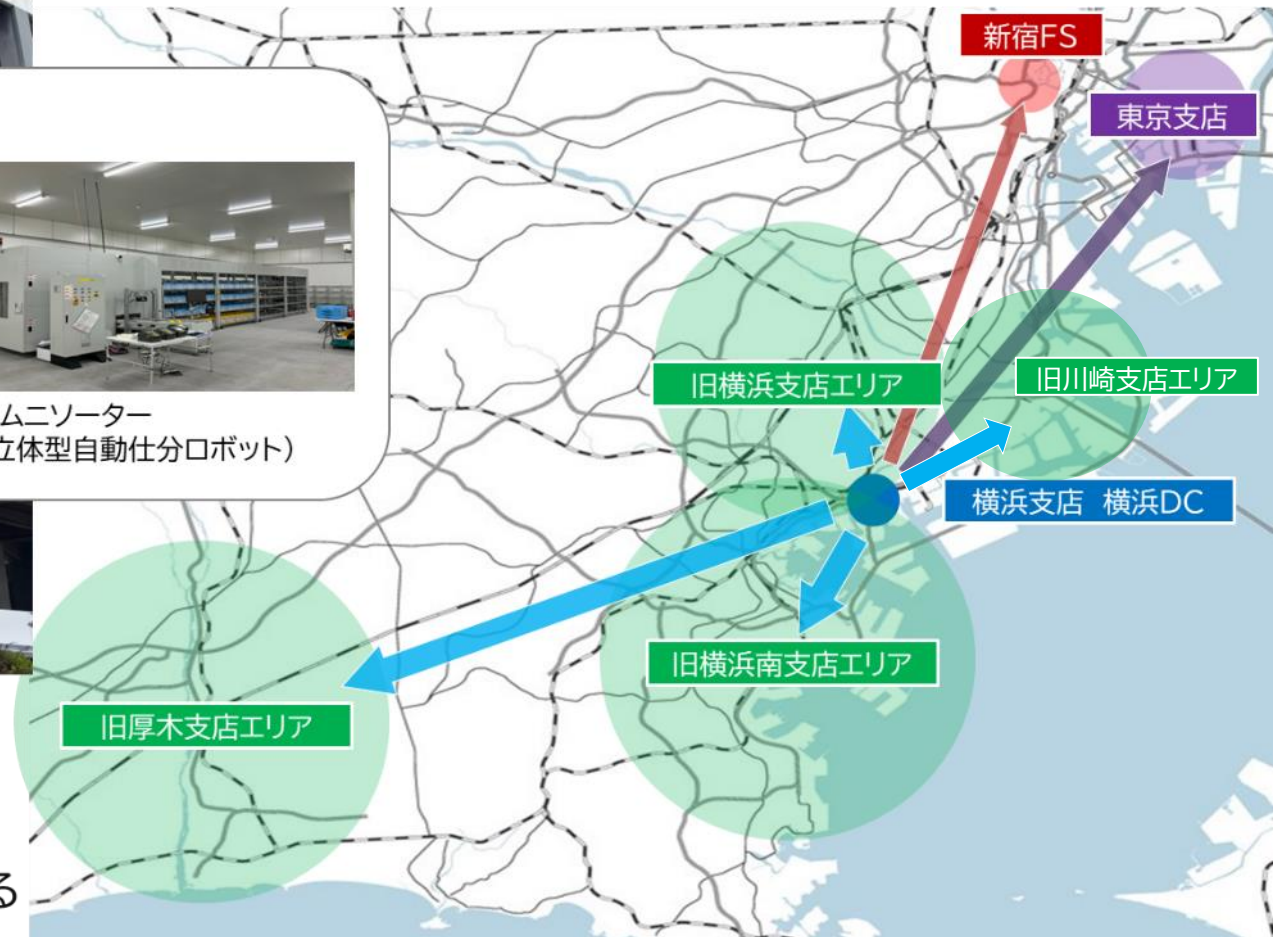 新宿FS
東京支店
ムニソーター
立体型自動仕分ロボット）
旧横浜支店エリア
旧川崎支店エリア
横浜支店 横浜DC
旧横浜南支店エリア
旧厚木支店エリア
る